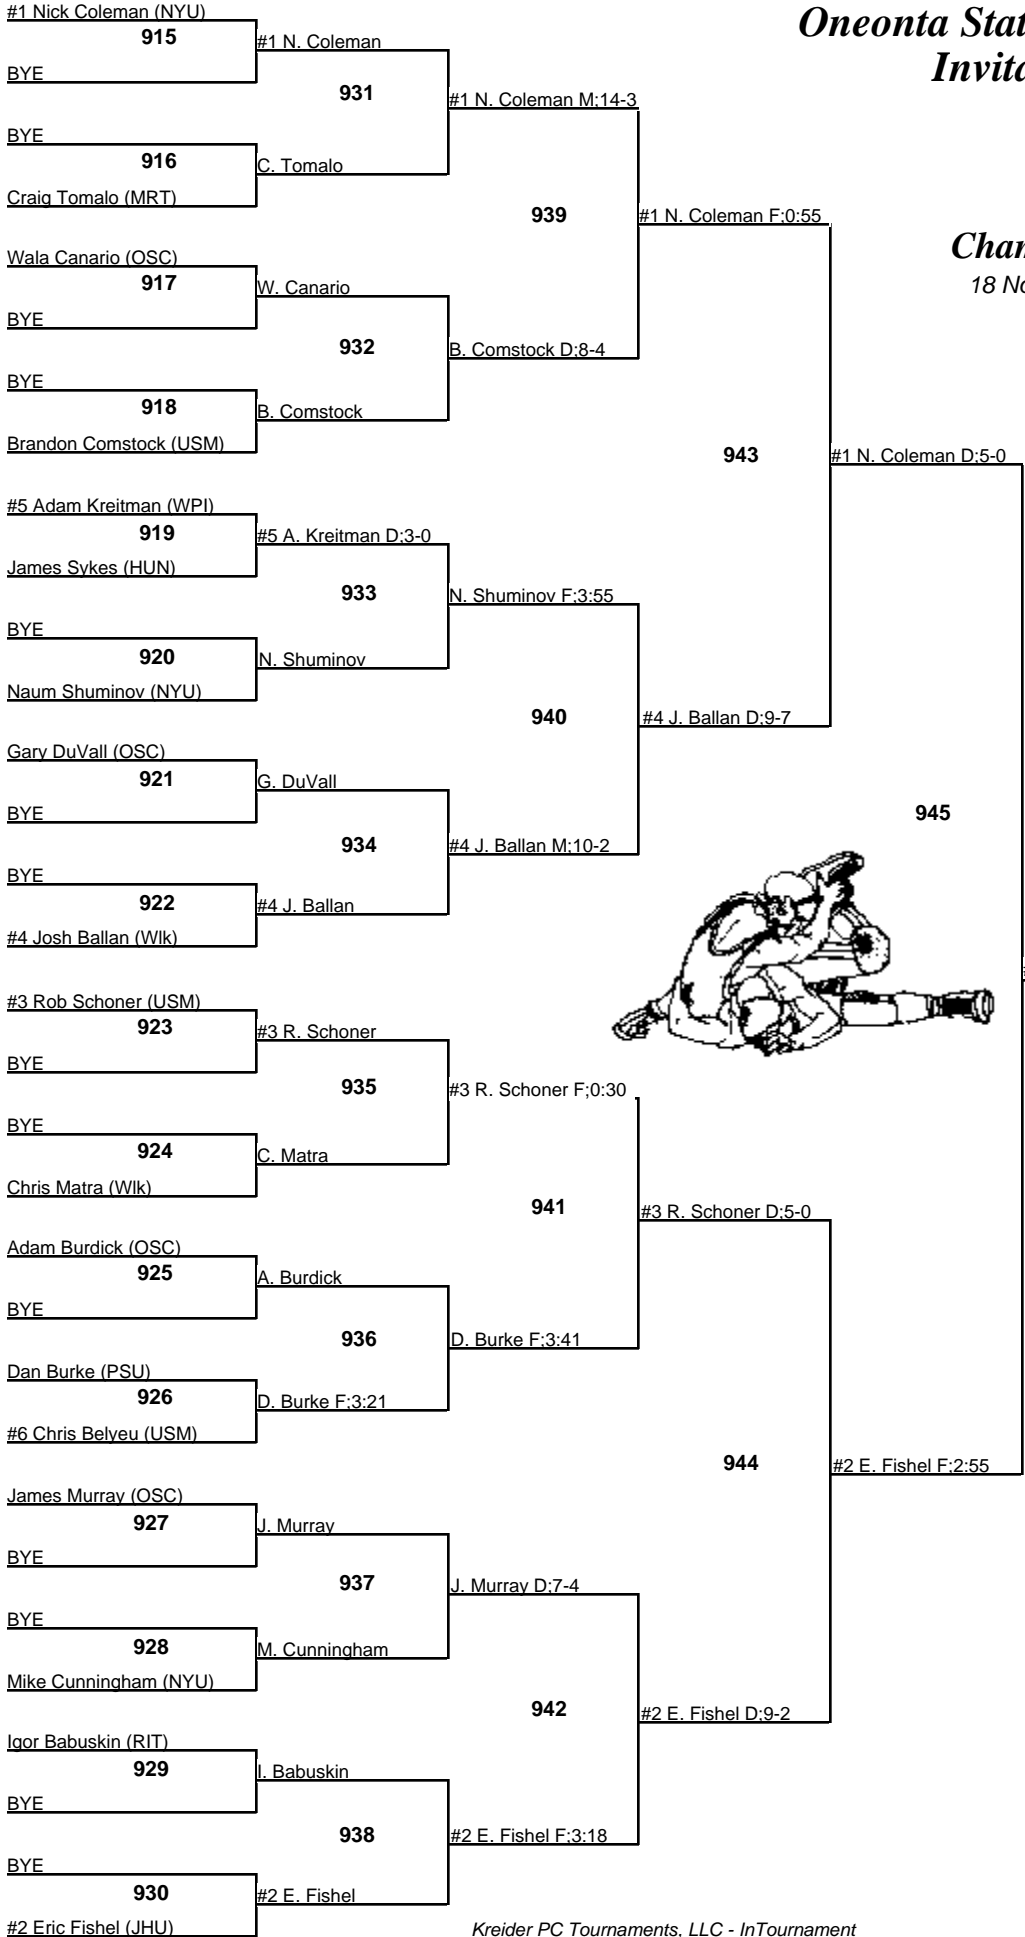 #1 Nick Coleman (NYU)
915
BYE
BYE
916
Craig Tomalo (MRT)
Wala Canario (OSC)
917
BYE
BYE
918
Brandon Comstock (USM)
#5 Adam Kreitman (WPI)
919
James Sykes (HUN)
BYE
920
Naum Shuminov (NYU)
Gary DuVall (OSC)
921
BYE
BYE
922
#4 Josh Ballan (Wlk)
#3 Rob Schoner (USM)
923
BYE
BYE
924
Chris Matra (Wlk)
Adam Burdick (OSC)
925
BYE
Dan Burke (PSU)
926
#6 Chris Belyeu (USM)
James Murray (OSC)
927
BYE
BYE
928
Mike Cunningham (NYU)
Igor Babuskin (RIT)
929
BYE
BYE
930
#2 Eric Fishel (JHU)
#1 N. Coleman
931
C. Tomalo
W. Canario
932
B. Comstock
#5 A. Kreitman D;3-0
933
N. Shuminov
G. DuVall
934
#4 J. Ballan
#3 R. Schoner
935
C. Matra
A. Burdick
936
D. Burke F;3:21
J. Murray
937
M. Cunningham
I. Babuskin
938
#2 E. Fishel
#1 N. Coleman M;14-3
939
B. Comstock D;8-4
N. Shuminov F;3:55
940
#4 J. Ballan M;10-2
#3 R. Schoner F;0:30
941
D. Burke F;3:41
J. Murray D;7-4
942
#2 E. Fishel F;3:18
#1 N. Coleman F;0:55
943
#4 J. Ballan D;9-7
#3 R. Schoner D;5-0
944
#2 E. Fishel D;9-2
#1 N. Coleman D;5-0
945
#2 E. Fishel F;2:55
Oneonta Stat
Invita
Cham
18 No
Kreider PC Tournaments, LLC - InTournament